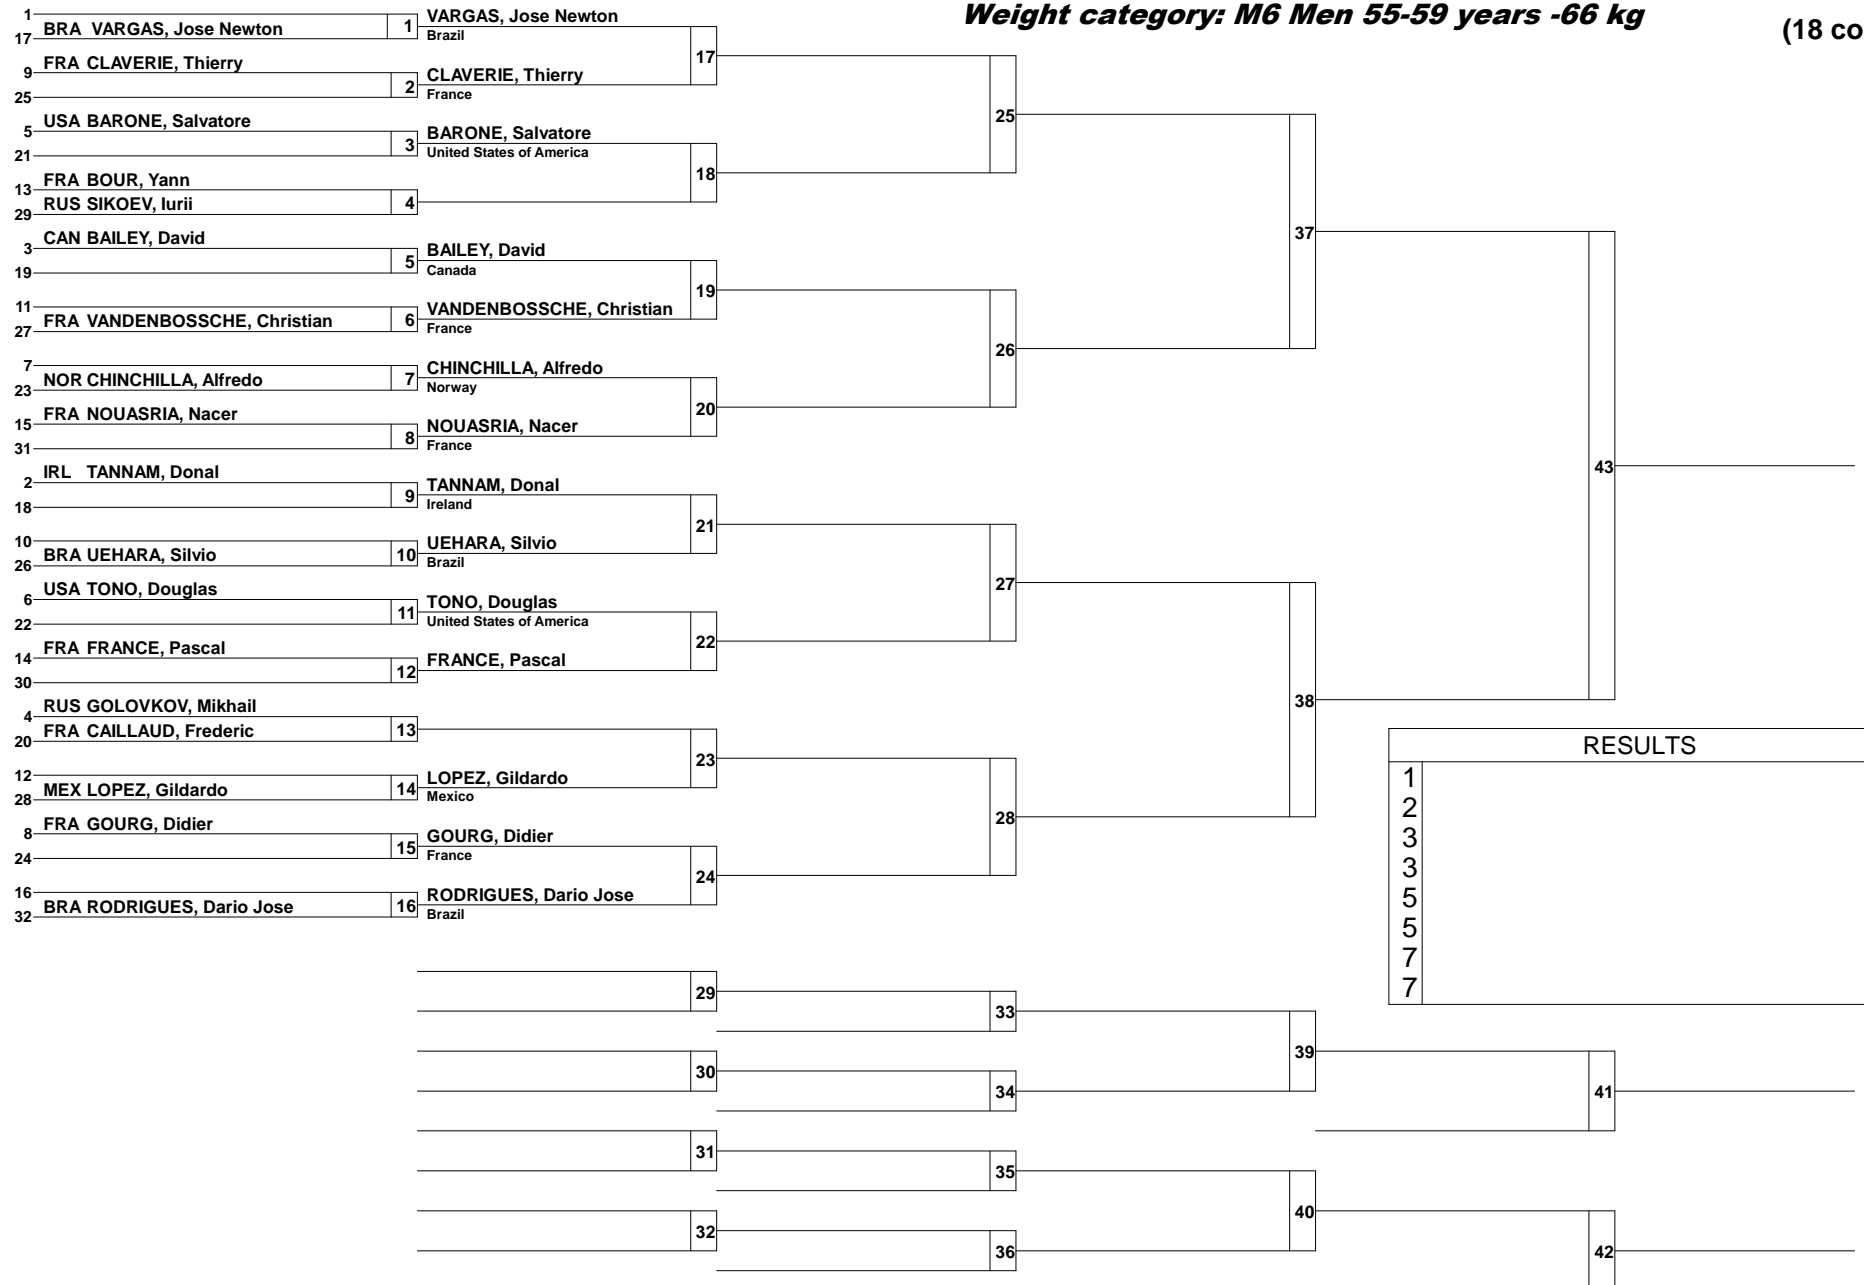 Weight category: M6 Men 55-59 years -66 kg
(18 co
1
17 BRA VARGAS, Jose Newton 1
VARGAS, Jose Newton
Brazil
17
9 FRA CLAVERIE, Thierry
25
2
CLAVERIE, Thierry
France
25
5 USA BARONE, Salvatore
21
3
BARONE, Salvatore
United States of America
18
13 FRA BOUR, Yann
29 RUS SIKOEV, Iurii 4
37
3 CAN BAILEY, David
19
5
BAILEY, David
Canada
19
11
27 FRA VANDENBOSSCHE, Christian 6
VANDENBOSSCHE, Christian
France
26
7
23 NOR CHINCHILLA, Alfredo 7
CHINCHILLA, Alfredo
Norway
20
15 FRA NOUASRIA, Nacer
31
8
NOUASRIA, Nacer
France
43
2 IRL TANNAM, Donal
18
9
TANNAM, Donal
Ireland
21
10
26 BRA UEHARA, Silvio 10
UEHARA, Silvio
Brazil
27
6 USA TONO, Douglas
22
11
TONO, Douglas
United States of America
22
14 FRA FRANCE, Pascal
30
12
FRANCE, Pascal
38
4 RUS GOLOVKOV, Mikhail
20 FRA CAILLAUD, Frederic 13
23
12
28 MEX LOPEZ, Gildardo 14
LOPEZ, Gildardo
Mexico
28
8 FRA GOURG, Didier
24
15
GOURG, Didier
France
24
16
32 BRA RODRIGUES, Dario Jose 16
RODRIGUES, Dario Jose
Brazil
RESULTS
1
2
3
3
5
5
7
7
29
33
39
30
34
41
31
35
40
32
36
42